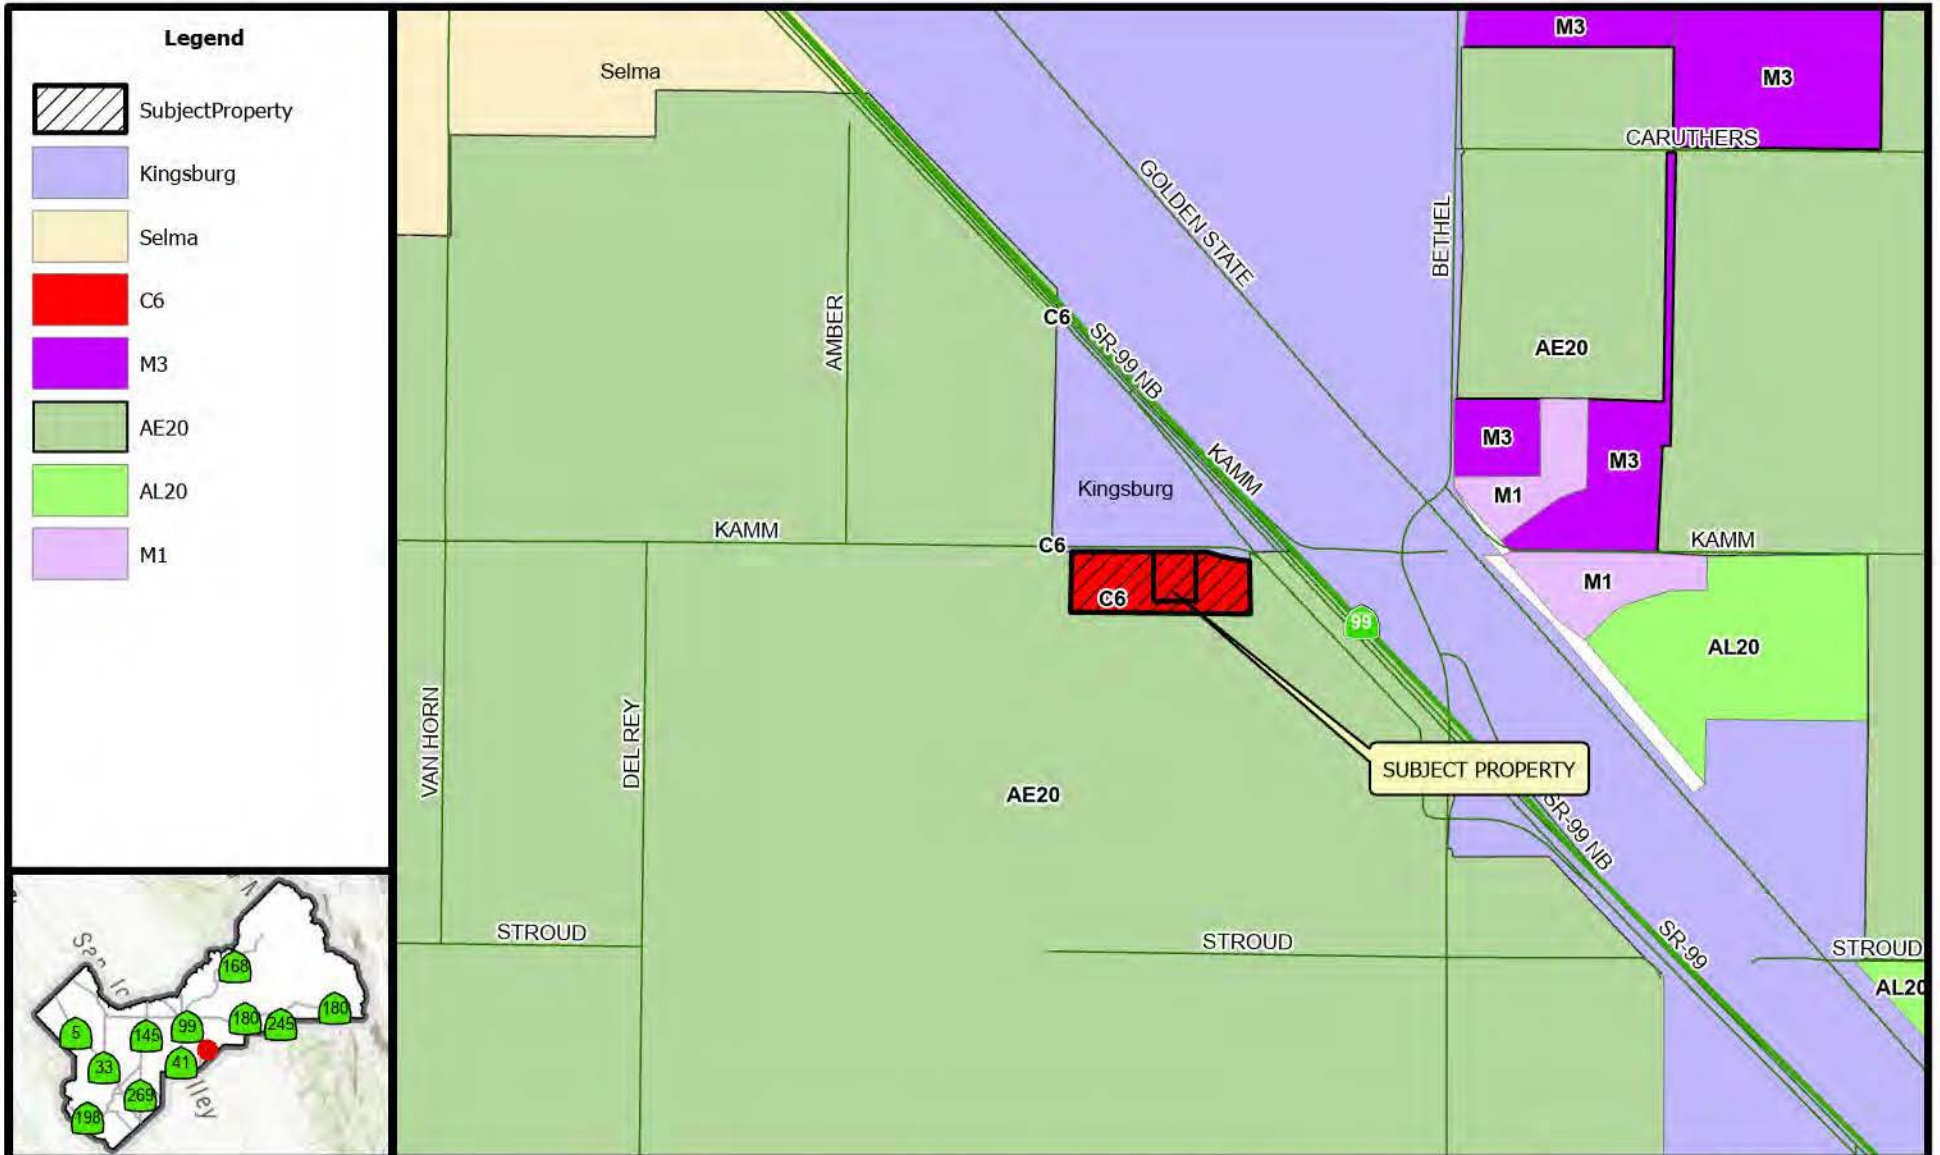 Legend
SubjectProperty
Kingsburg
Selma
C6
M3
AE20
AL20
M1
M3
M3
Selma
CARUTHERS
GOLDEN STATE
BETHEL
AMBER
C6
SR-99 NB
AE20
KAMM
M3
M3
Kingsburg
M1
KAMM
C6
KAMM
M1
C6
99
AL20
VAN HORN
DEL REY
SUBJECT PROPERTY
AE20
SR-99 NB
STROUD
STROUD
SR-99
STROUD
AL20
168
180
180
245
99
145
5
41
33
269
198
lley